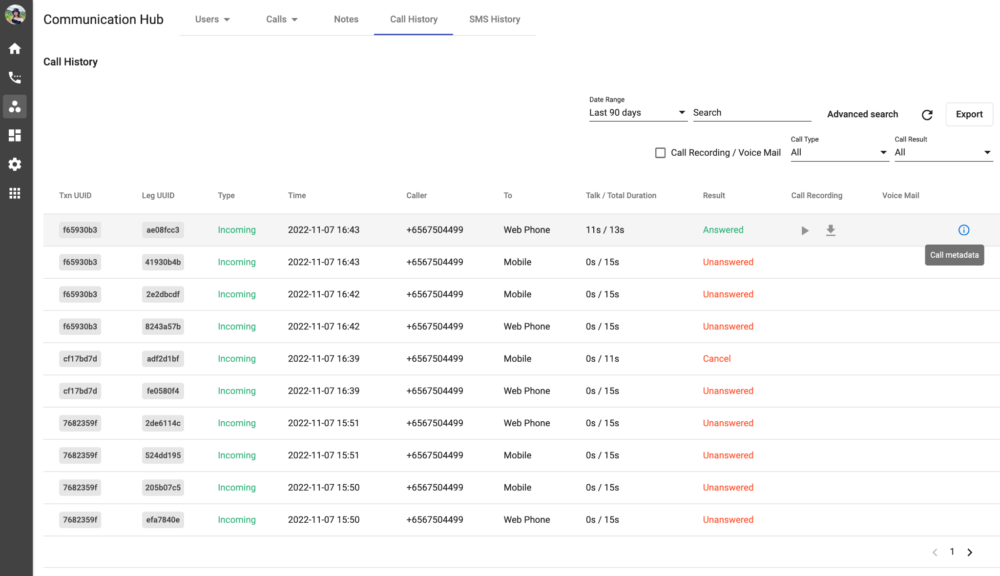 Communication Hub Users Calls Notes Call History SMS History
Call History
Date Range
Last 90 days Search Advanced search Export
Call Type Call Result
Call Recording / Voice Mail All All
Txn UUID Leg UUID Type Time Caller To Talk / Total Duration Result Call Recording Voice Mail
f65930b3 ae08fcc3 Incoming 2022-11-07 16:43 +6567504499 Web Phone 11s / 13s Answered
Call metadata
f65930b3 41930b4b Incoming 2022-11-07 16:43 +6567504499 Mobile 0s / 15s Unanswered
f65930b3 2e2dbcdf Incoming 2022-11-07 16:42 +6567504499 Mobile 0s / 15s Unanswered
f65930b3 8243a57b Incoming 2022-11-07 16:42 +6567504499 Web Phone 0s / 15s Unanswered
cf17bd7d adf2d1bf Incoming 2022-11-07 16:39 +6567504499 Mobile 0s / 11s Cancel
cf17bd7d fe0580f4 Incoming 2022-11-07 16:39 +6567504499 Web Phone 0s / 15s Unanswered
7682359f 2de6114c Incoming 2022-11-07 15:51 +6567504499 Web Phone 0s / 15s Unanswered
7682359f 524dd195 Incoming 2022-11-07 15:51 +6567504499 Mobile 0s / 15s Unanswered
7682359f 205b07c5 Incoming 2022-11-07 15:50 +6567504499 Mobile 0s / 15s Unanswered
7682359f efa7840e Incoming 2022-11-07 15:50 +6567504499 Web Phone 0s / 15s Unanswered
1